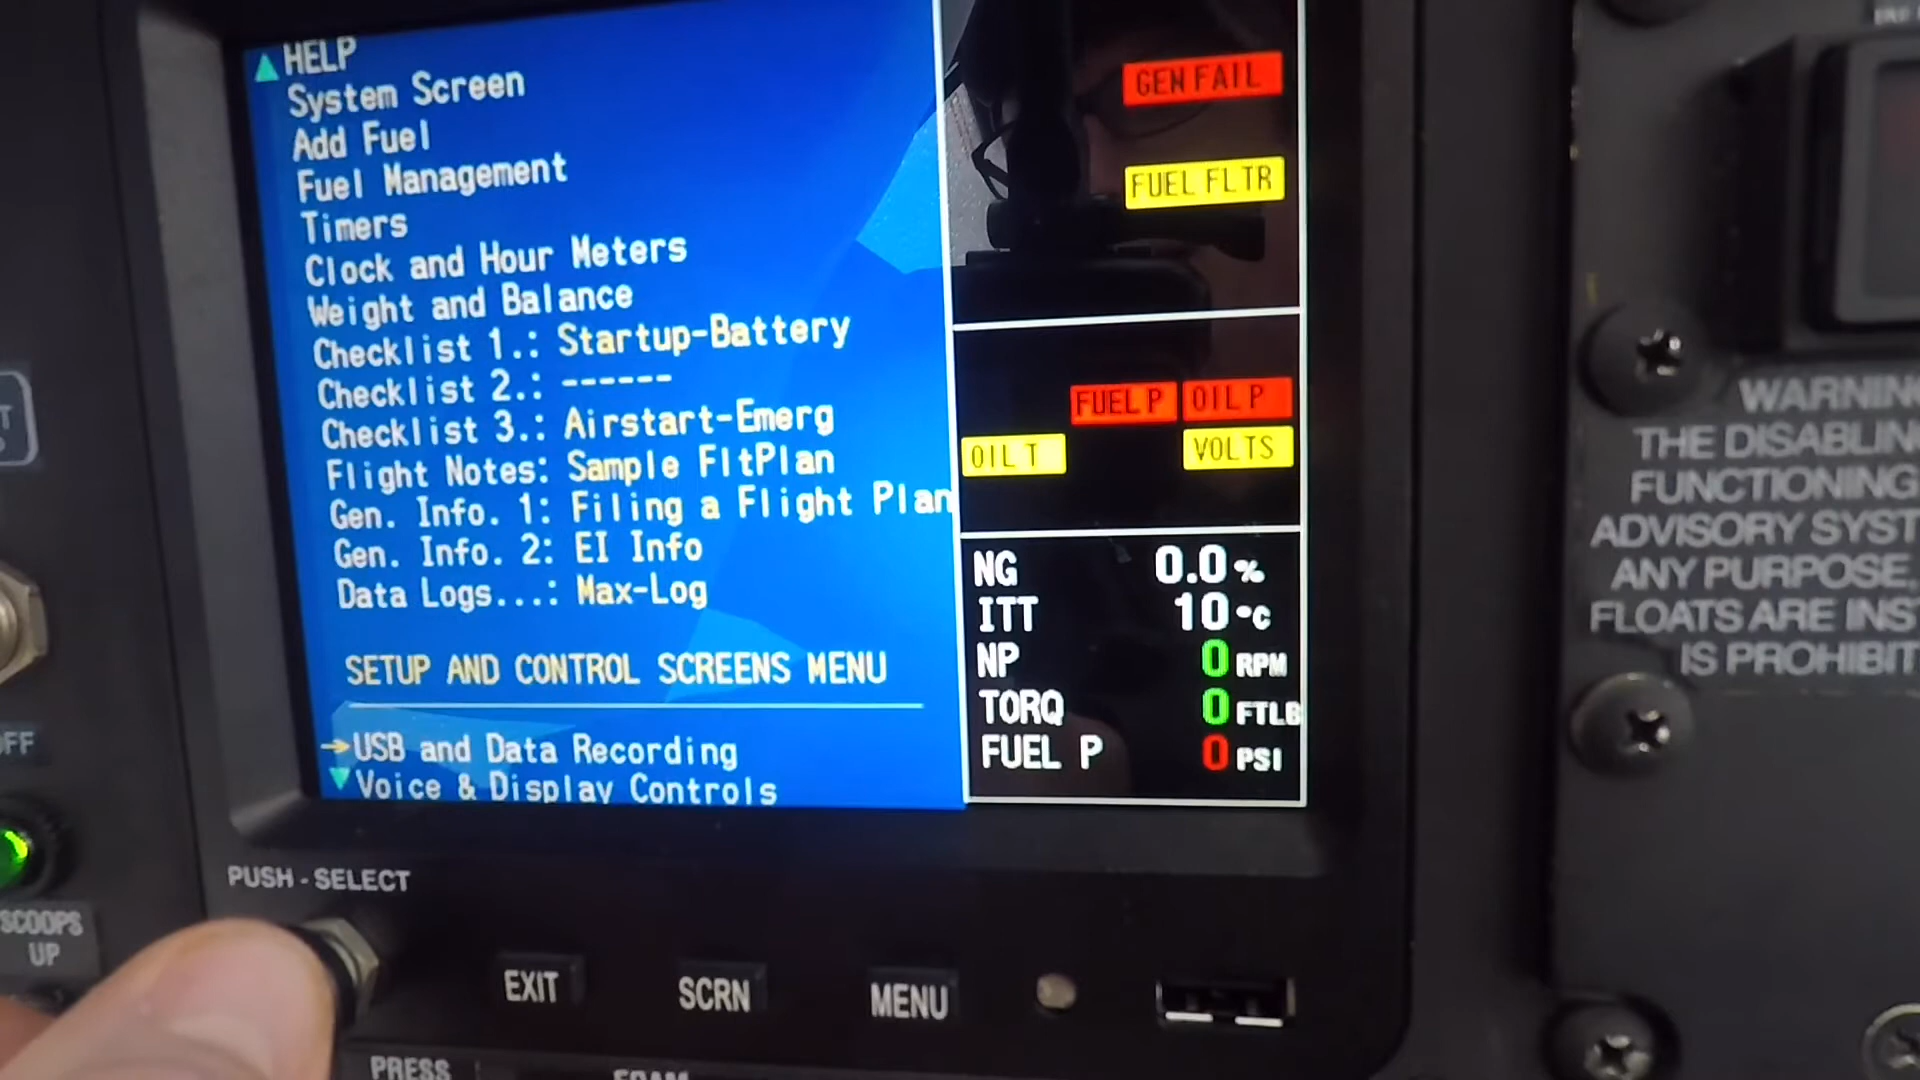 HELP
System Screen
Add Fuel
Fuel Management
Timers
Clock and Hour Meters
Weight and Balance
Checklist 1.: Startup-Battery
Checklist 2.: ------
Checklist 3.: Airstart-Emerg
Flight Notes: Sample FltPlan
Gen. Info. 1: Filing a Flight Plan
Gen. Info. 2: EI Info
Data Logs...: Max-Log
SETUP AND CONTROL SCREENS MENU
USB and Data Recording
Voice & Display Controls
GEN FAIL
FUEL FLTR
FUEL P OIL P
OIL T VOLTS
NG 0.0 %
ITT 10 °C
NP 0 RPM
TORQ 0 FTLB
FUEL P 0 PSI
PUSH - SELECT
EXIT SCRN MENU
SCOOPS
UP
PRESS
WARNING
THE DISABLIN
FUNCTIONING
ADVISORY SYST
ANY PURPOSE,
FLOATS ARE INS
IS PROHIBIT